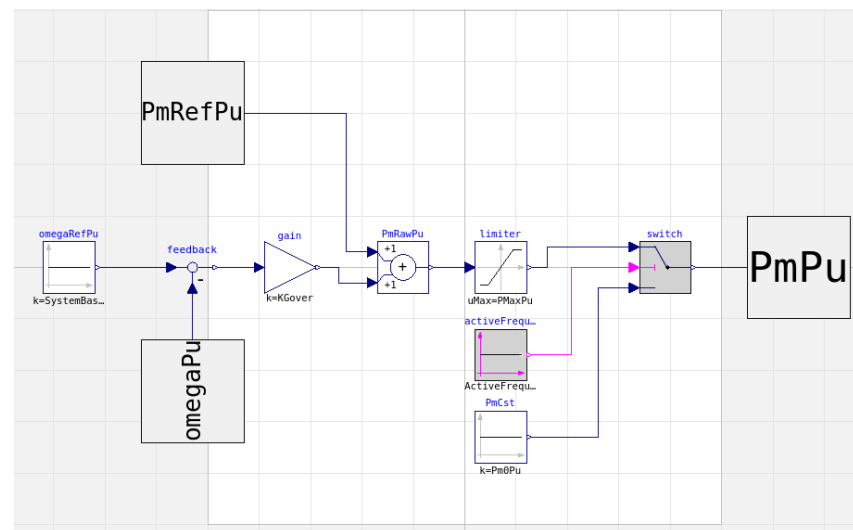 PmRefPu
omegaRefPu
k=SystemBas…
feedback
-
omegaPu
gain
k=KGover
PmRawPu
+1
+
+1
limiter
uMax=PMaxPu
activeFrequ…
ActiveFrequ…
PmCst
k=Pm0Pu
switch
PmPu